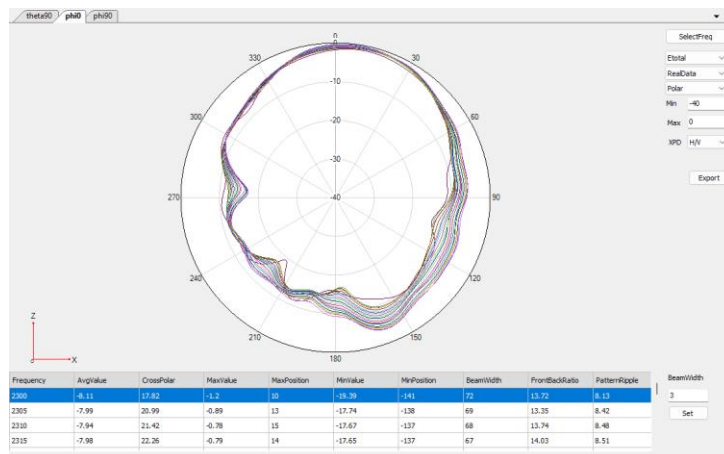 theta90 phi0 phi90
SelectFreq
Etotal
RealData
Polar
Min -40
Max 0
XPD H/V
Export
0
0
330 30
-10
300 60
-20
-30
270 -40 90
240 120
210 150
180
Z
X
Frequency AvgValue CrossPolar MaxValue MaxPosition MinValue MinPosition BeamWidth FrontBackRatio PatternRipple
2300 -8.11 17.82 -1.2 10 -19.39 -141 72 13.72 8.13
2305 -7.99 20.99 -0.89 13 -17.74 -138 69 13.35 8.42
2310 -7.94 21.42 -0.78 15 -17.67 -137 68 13.74 8.48
2315 -7.98 22.26 -0.79 14 -17.65 -137 67 14.03 8.51
BeamWidth
3
Set